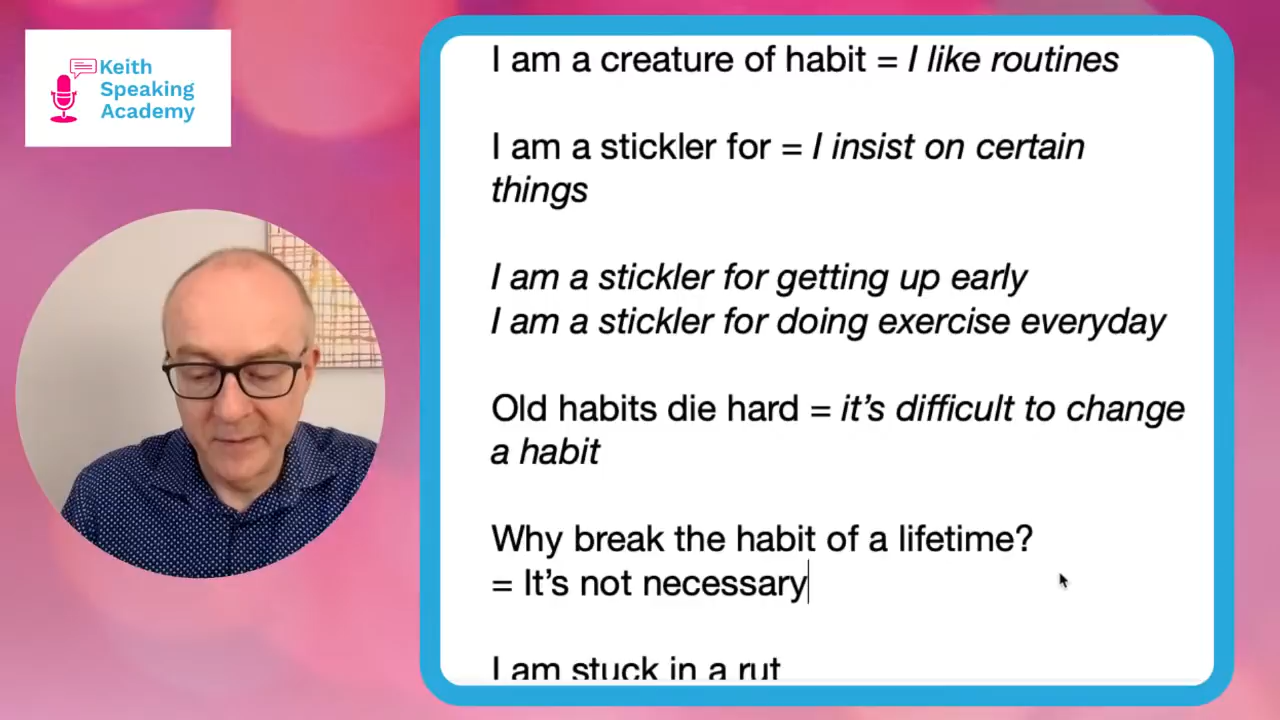 Keith
Speaking
Academy
I am a creature of habit = I like routines
I am a stickler for = I insist on certain
things
I am a stickler for getting up early
I am a stickler for doing exercise everyday
Old habits die hard = it's difficult to change
a habit
Why break the habit of a lifetime?
= It's not necessary
I am stuck in a rut